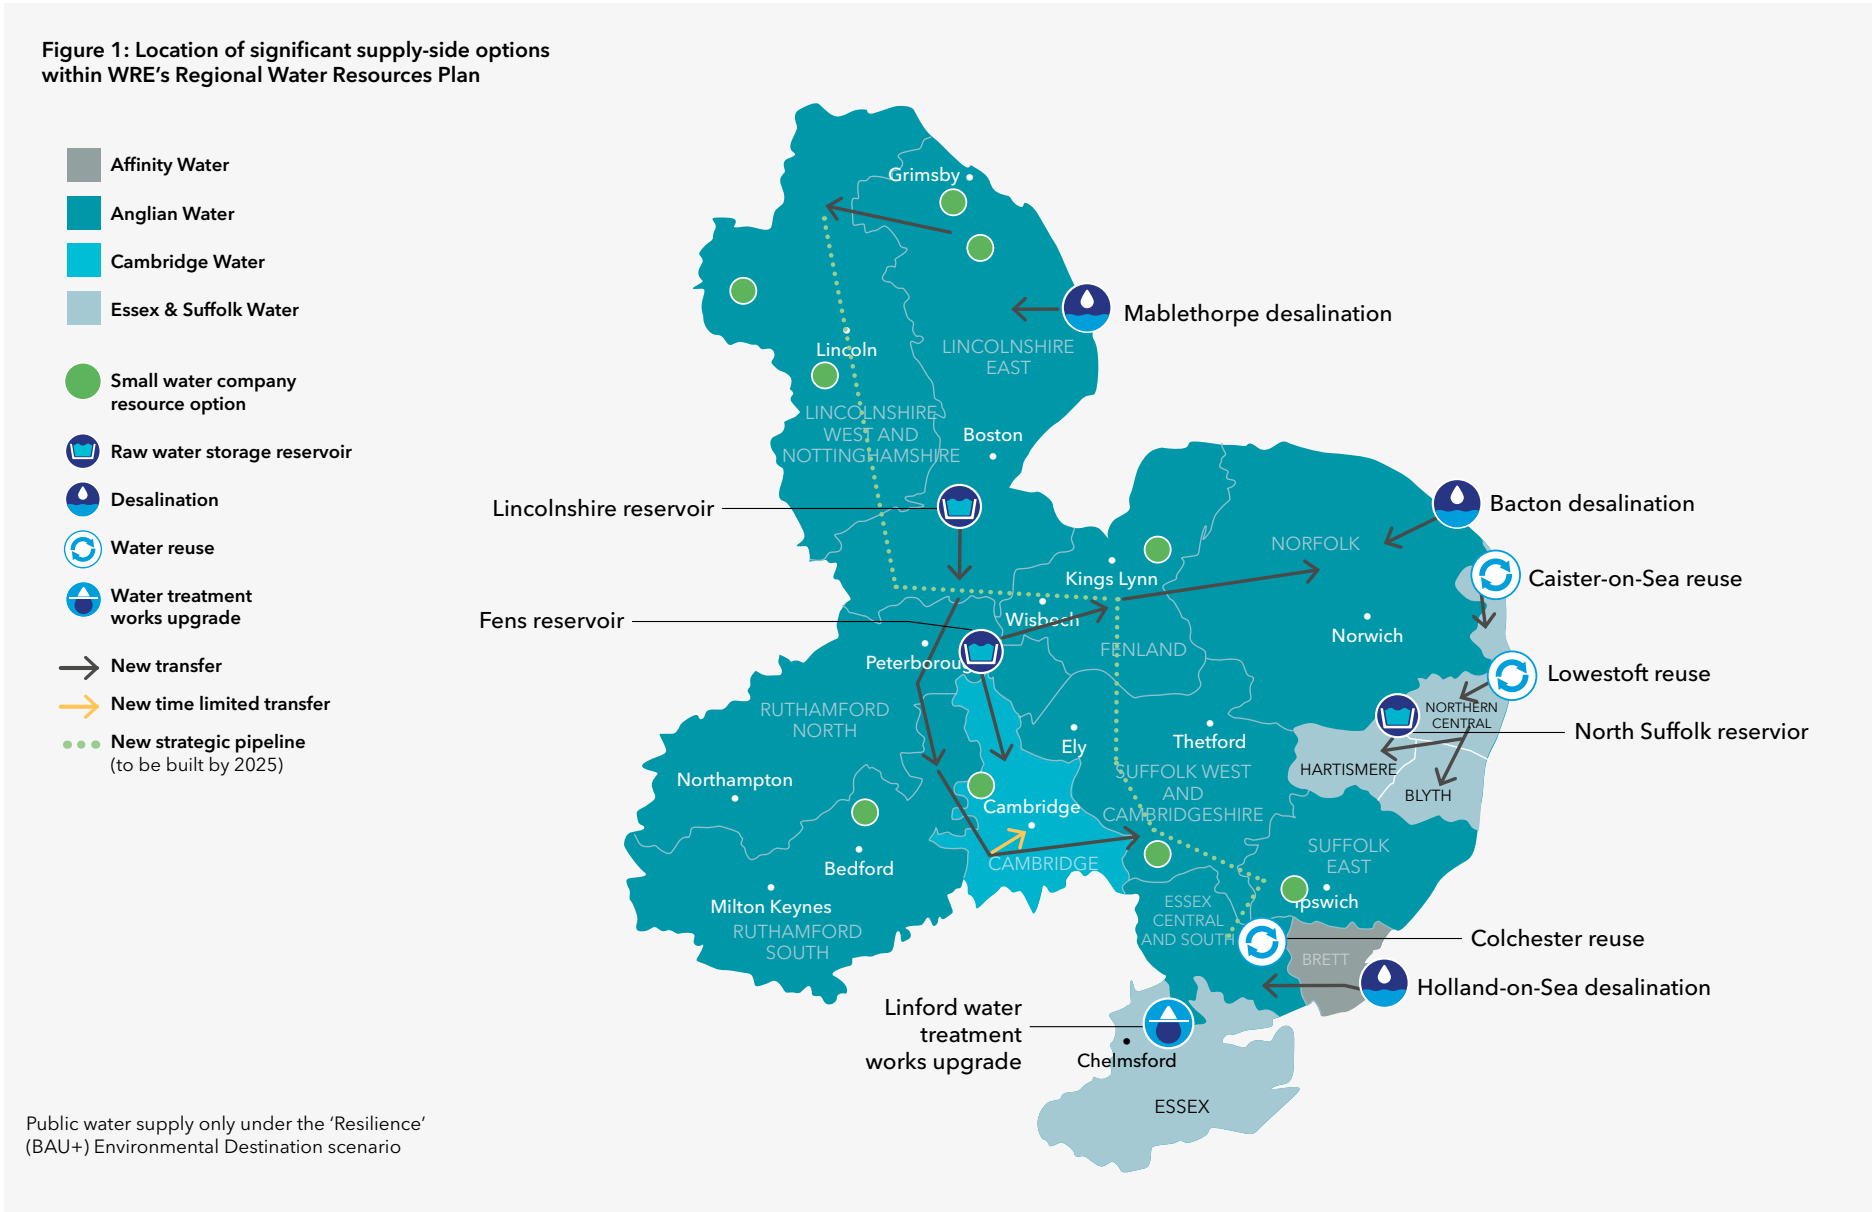 Figure 1: Location of significant supply-side options
within WRE’s Regional Water Resources Plan
Affinity Water
Anglian Water
Cambridge Water
Essex & Suffolk Water
Small water company
resource option
Raw water storage reservoir
Desalination
Water reuse
Water treatment
works upgrade
New transfer
New time limited transfer
New strategic pipeline
(to be built by 2025)
Public water supply only under the ‘Resilience’
(BAU+) Environmental Destination scenario
Grimsby
Mablethorpe desalination
Lincoln
LINCOLNSHIRE
EAST
LINCOLNSHIRE
WEST AND
NOTTINGHAMSHIRE
Boston
Lincolnshire reservoir
Bacton desalination
NORFOLK
Kings Lynn
Caister-on-Sea reuse
Fens reservoir
Wisbech
Norwich
FENLAND
Peterboroug
Lowestoft reuse
RUTHAMFORD
NORTH
NORTHERN
CENTRAL
North Suffolk reservior
Ely
Thetford
Northampton
HARTISMERE
SUFFOLK WEST
AND
CAMBRIDGESHIRE
BLYTH
Cambridge
CAMBRIDGE
Bedford
SUFFOLK
EAST
Milton Keynes
RUTHAMFORD
SOUTH
ESSEX
CENTRAL
AND SOUTH
Ipswich
Colchester reuse
BRETT
Holland-on-Sea desalination
Linford water
treatment
works upgrade
Chelmsford
ESSEX